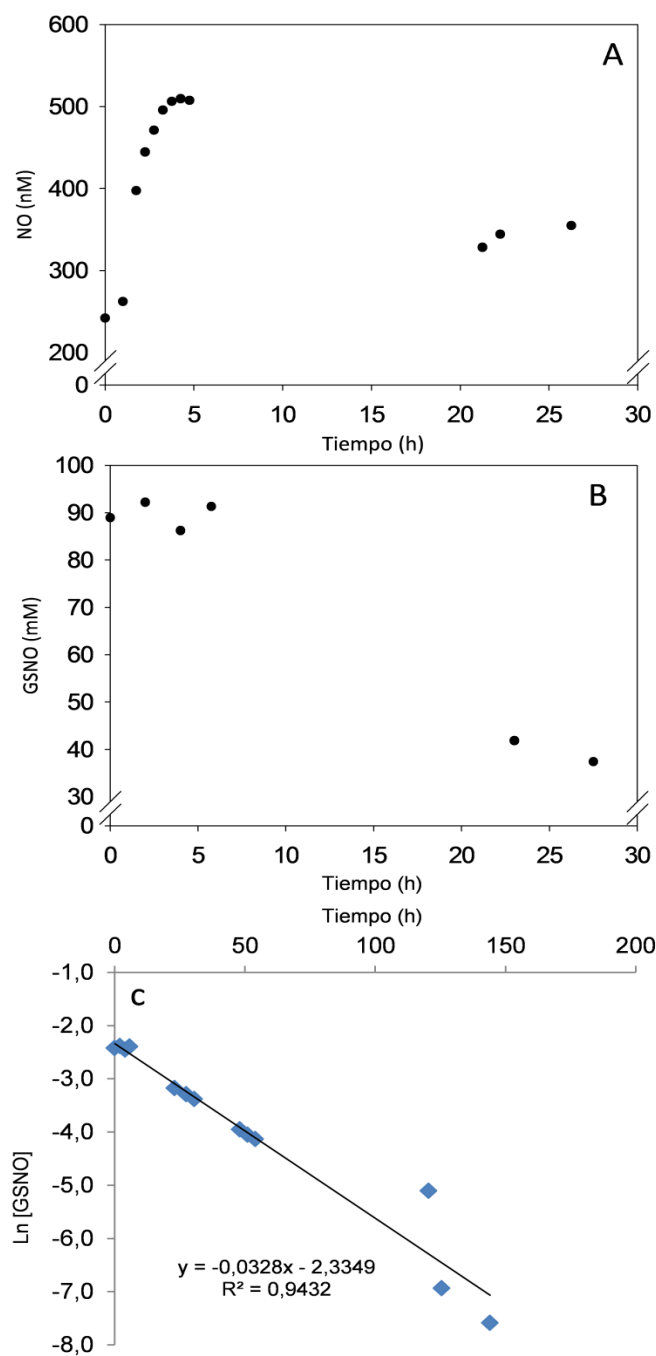 A
600
500
400
300
200
0
NO (nM)
0 5 10 15 20 25 30
Tiempo (h)
B
100
90
80
70
60
50
40
30
0
GSNO (mM)
0 5 10 15 20 25 30
Tiempo (h)
Tiempo (h)
0 50 100 150 200
c
-1,0
-2,0
-3,0
-4,0
-5,0
-6,0
-7,0
-8,0
Ln [GSNO]
y = -0,0328x - 2,3349
R² = 0,9432